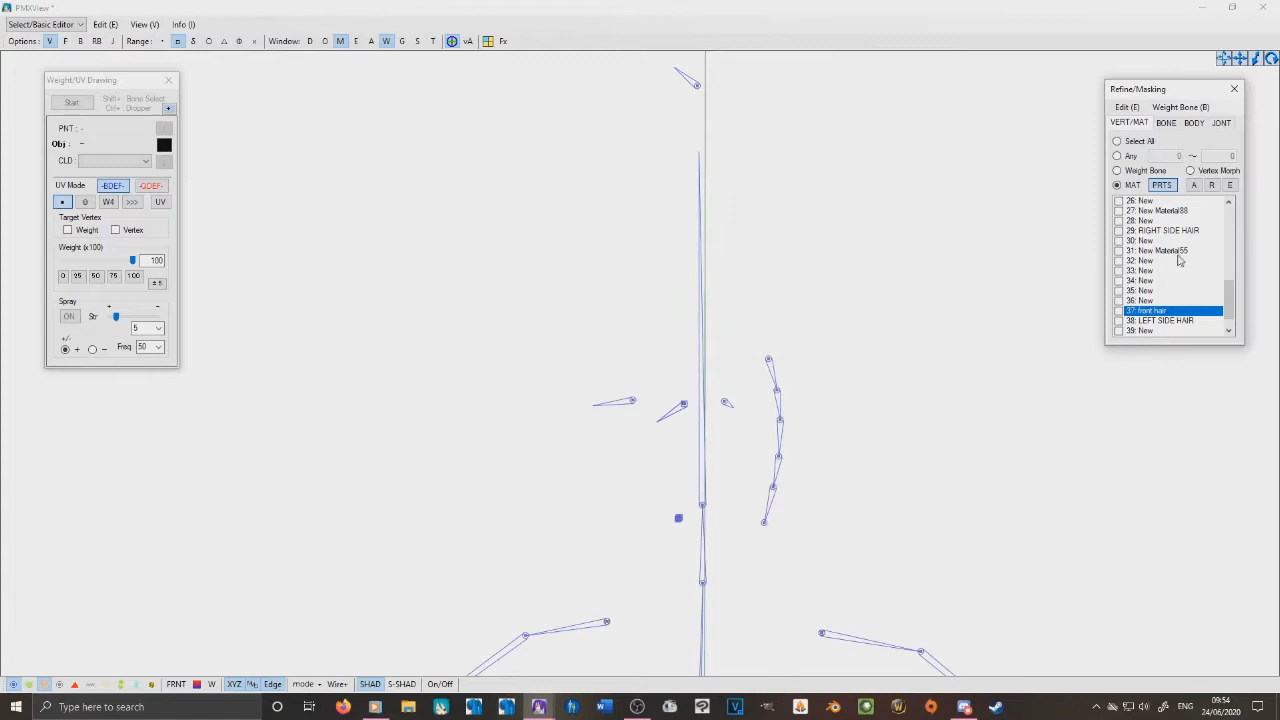 PMXView *
Select/Basic Editor Edit (E) View (V) Info (I)
Options: V F B RB J Range: Window: D O M E A W G S T vA Fx
Weight/UV Drawing
Start Shift+ Bone Select
Ctrl+ Dropper
PNT: -
Obj: -
CLD:
UV Mode -BDEF- -QDEF-
W4 >>> UV
Target Vertex
Weight Vertex
Weight (x100)
100
0 25 50 75 100 ± 5
Spray
ON Str + -
5
+/-
+ - Freq 50
Refine/Masking
Edit (E) Weight Bone (B)
VERT/MAT BONE BODY JONT
Select All
Any 0 ~ 0
Weight Bone Vertex Morph
MAT PRTS A R E
26: New
27: New Material88
28: New
29: RIGHT SIDE HAIR
30: New
31: New Material55
32: New
33: New
34: New
35: New
36: New
37: front hair
38: LEFT SIDE HAIR
39: New
FRNT W XYZ Edge mode Wire+ SHAD S-SHAD On/Off
Type here to search
ENG 09:54
24/06/2020